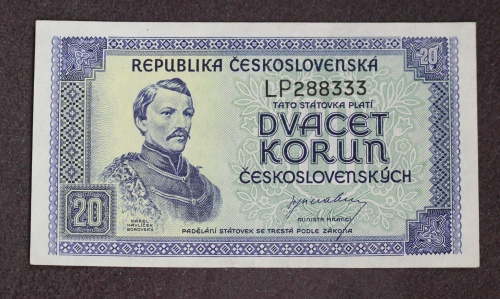 20
REPUBLIKA ČESKOSLOVENSKÁ
LP288333
TATO STÁTOVKA PLATÍ
DVACET
KORUN
ČESKOSLOVENSKÝCH
MINISTR FINANCÍ
20
KAREL
HAVLÍČEK
BOROVSKÝ
PADĚLÁNÍ STÁTOVEK SE TRESTÁ PODLE ZÁKONA